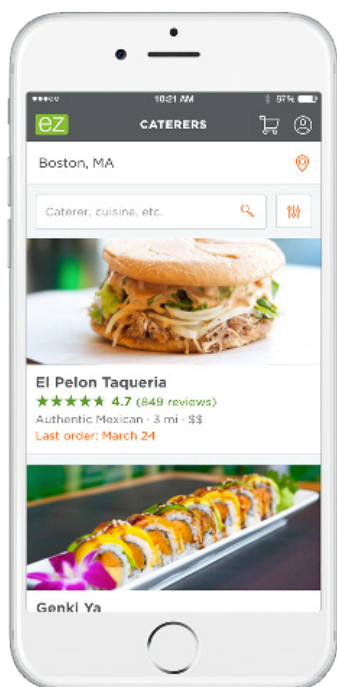 10:21 AM 97%
ez CATERERS
Boston, MA
Caterer, cuisine, etc.
El Pelon Taqueria
4.7 (849 reviews)
Authentic Mexican · 3 mi · $$
Last order: March 24
Genki Ya